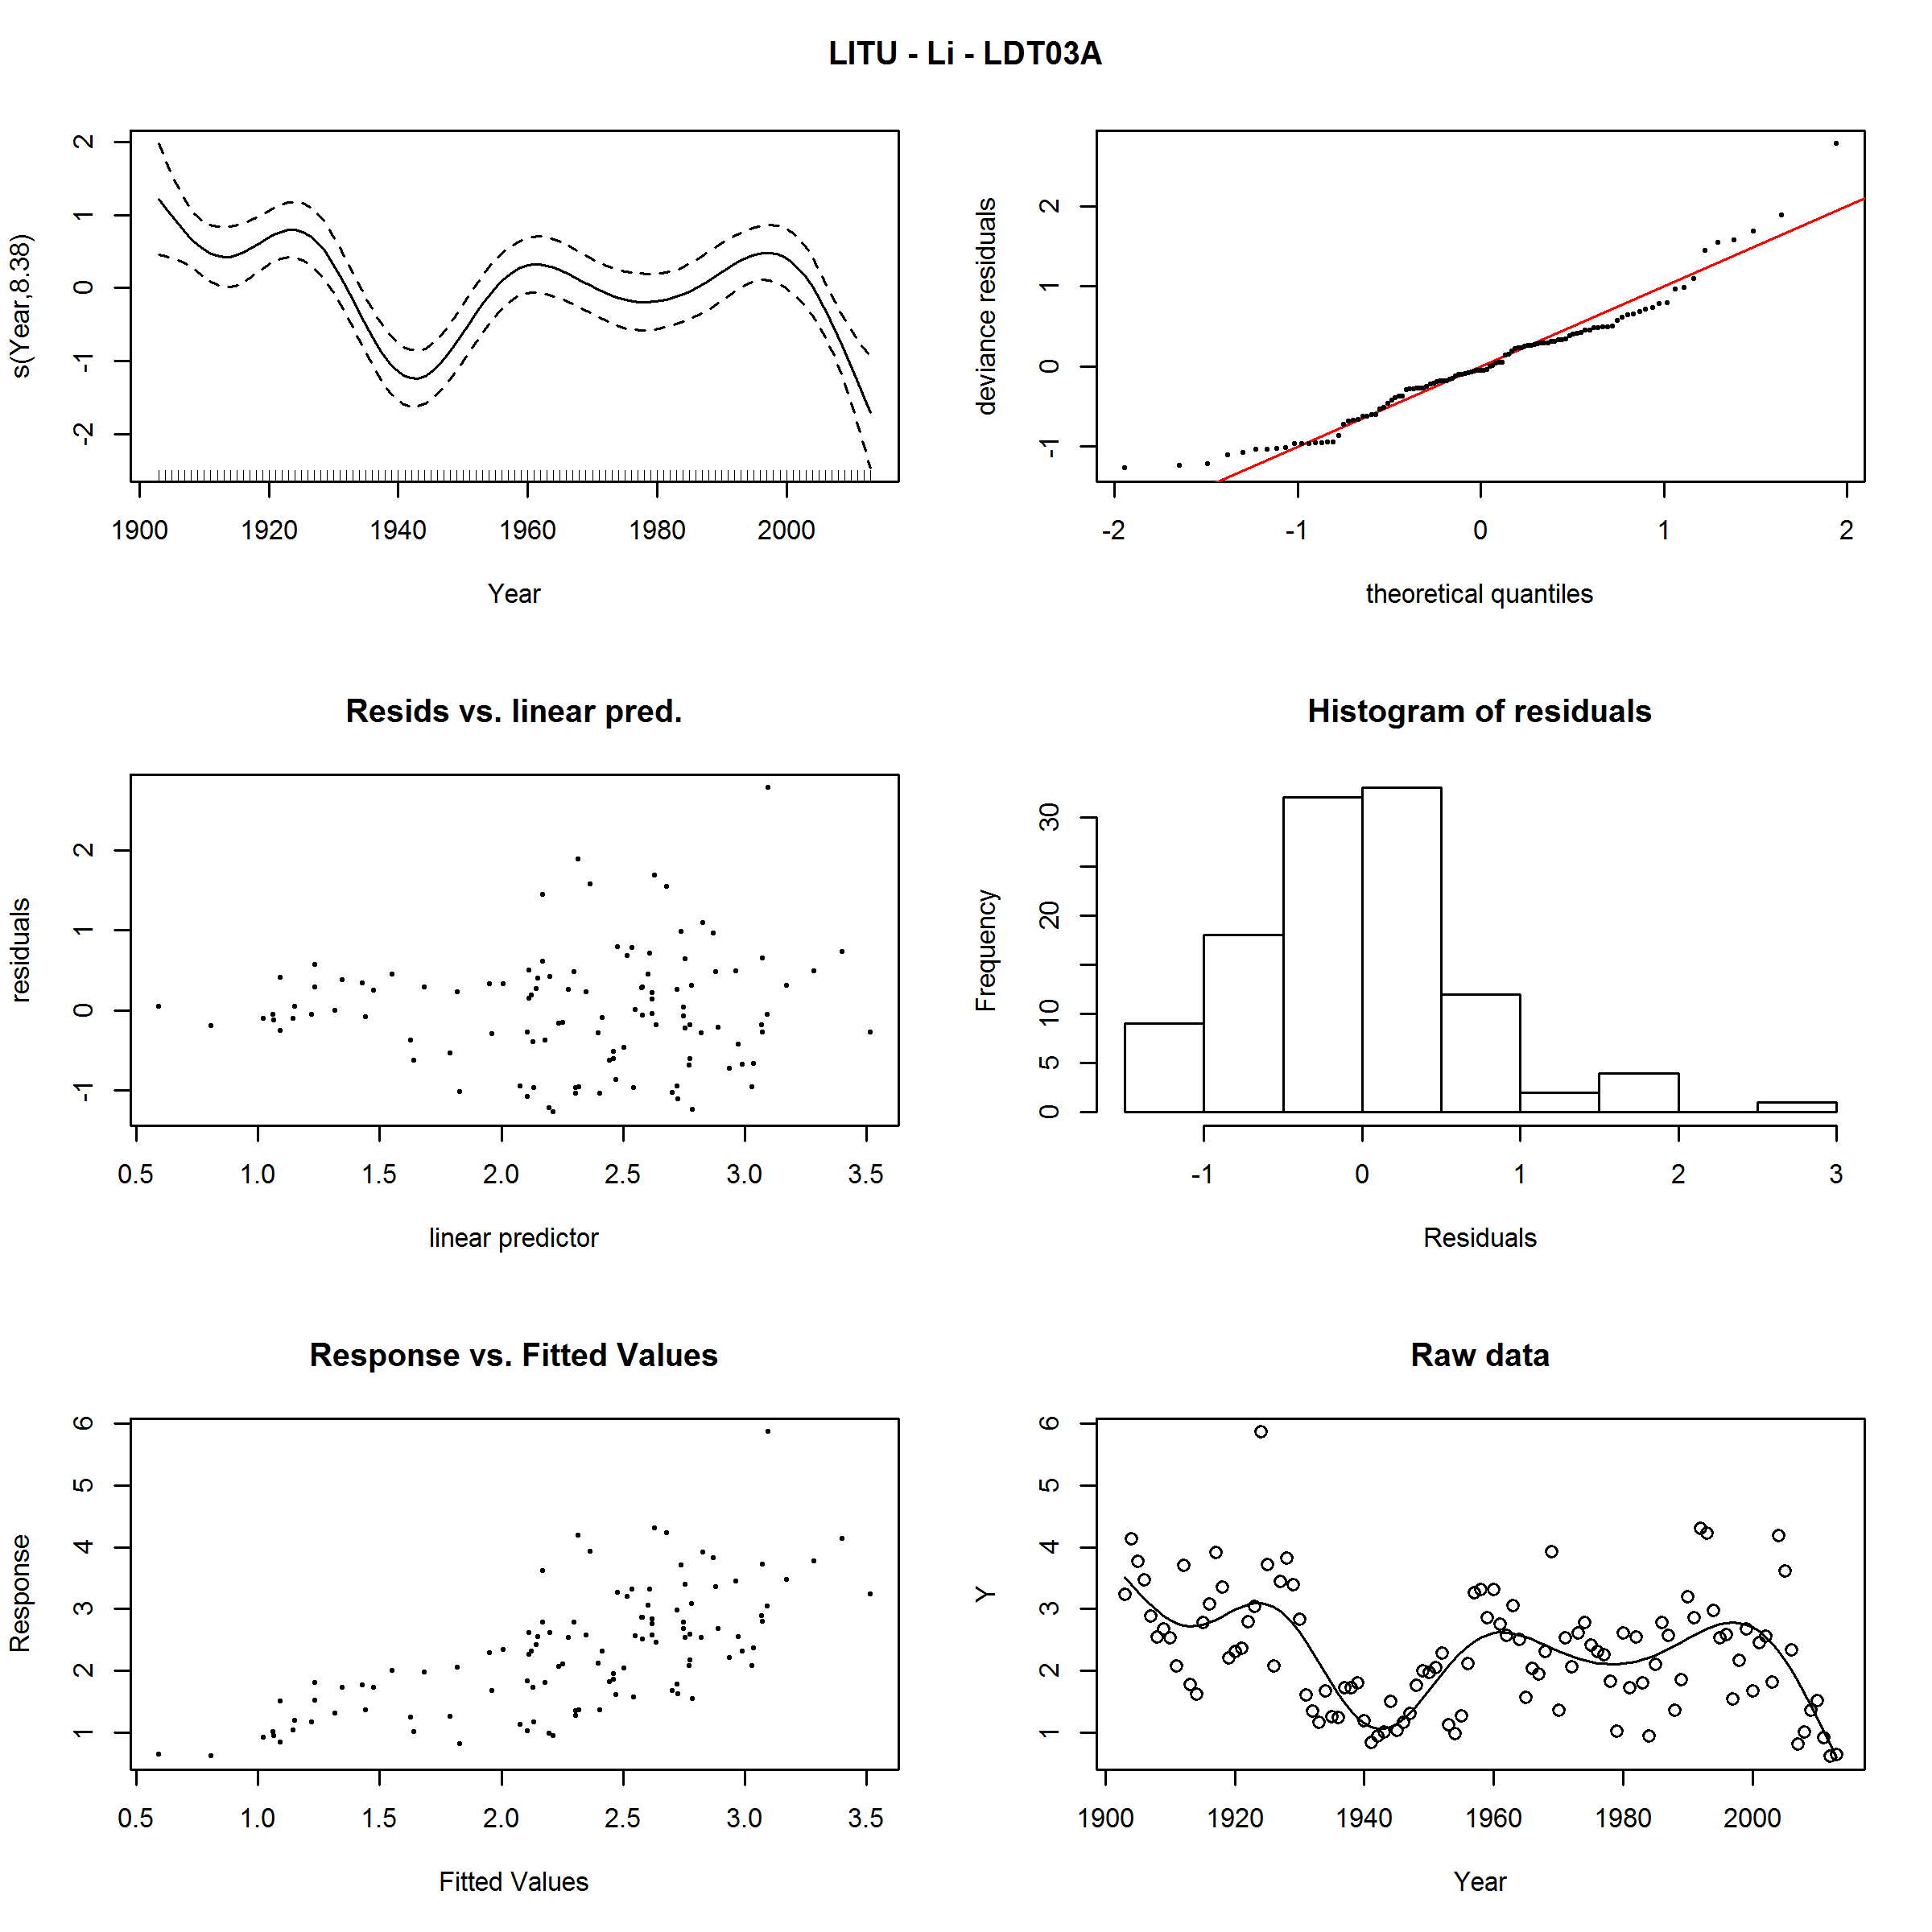 LITU - Li - LDT03A
s(Year,8.38)
2
1
0
-1
-2
1900 1920 1940 1960 1980 2000
Year
deviance residuals
2
1
0
-1
-2 -1 0 1 2
theoretical quantiles
Resids vs. linear pred.
residuals
2
1
0
-1
0.5 1.0 1.5 2.0 2.5 3.0 3.5
linear predictor
Histogram of residuals
Frequency
30
20
10
5
0
-1 0 1 2 3
Residuals
Response vs. Fitted Values
Response
6
5
4
3
2
1
0.5 1.0 1.5 2.0 2.5 3.0 3.5
Fitted Values
Raw data
Y
6
5
4
3
2
1
1900 1920 1940 1960 1980 2000
Year